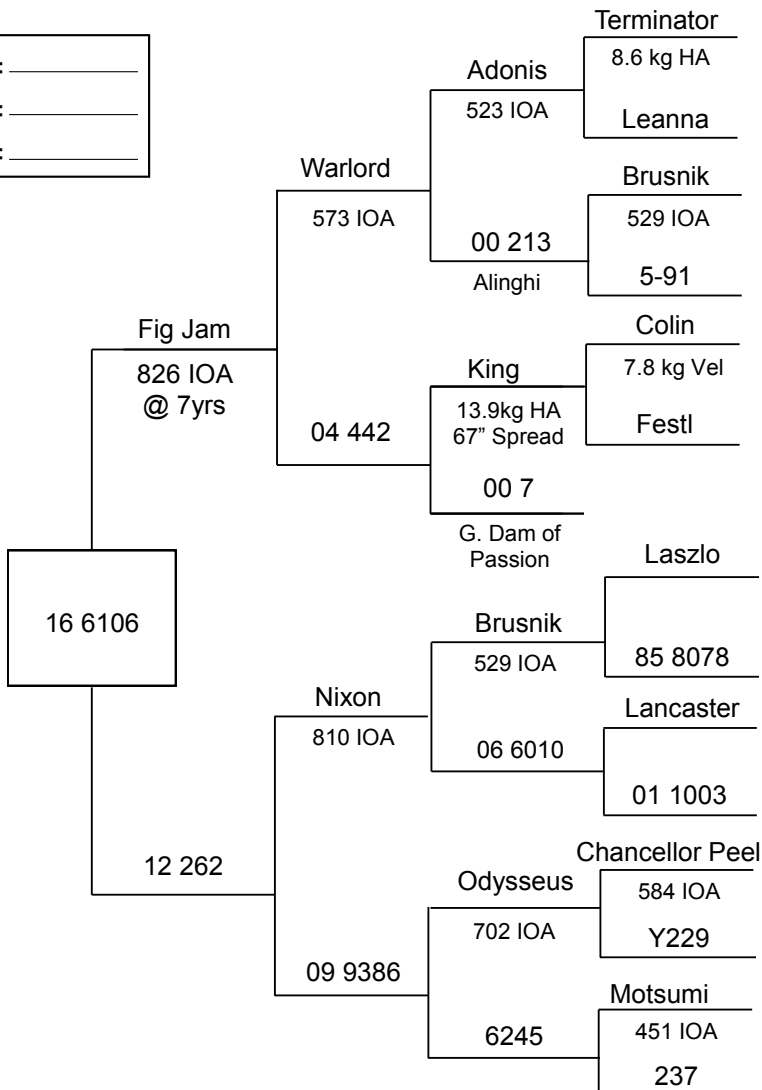 Terminator
8.6 kg HA
Adonis
523 IOA
Leanna
Warlord
573 IOA
Brusnik
529 IOA
00 213
Alinghi
5-91
Fig Jam
826 IOA
@ 7yrs
Colin
7.8 kg Vel
King
13.9kg HA
67” Spread
Festl
04 442
00 7
G. Dam of
Passion
16 6106
Laszlo
Brusnik
529 IOA
85 8078
Nixon
810 IOA
Lancaster
06 6010
01 1003
12 262
Chancellor Peel
584 IOA
Odysseus
702 IOA
Y229
09 9386
Motsumi
451 IOA
6245
237
:
:
: